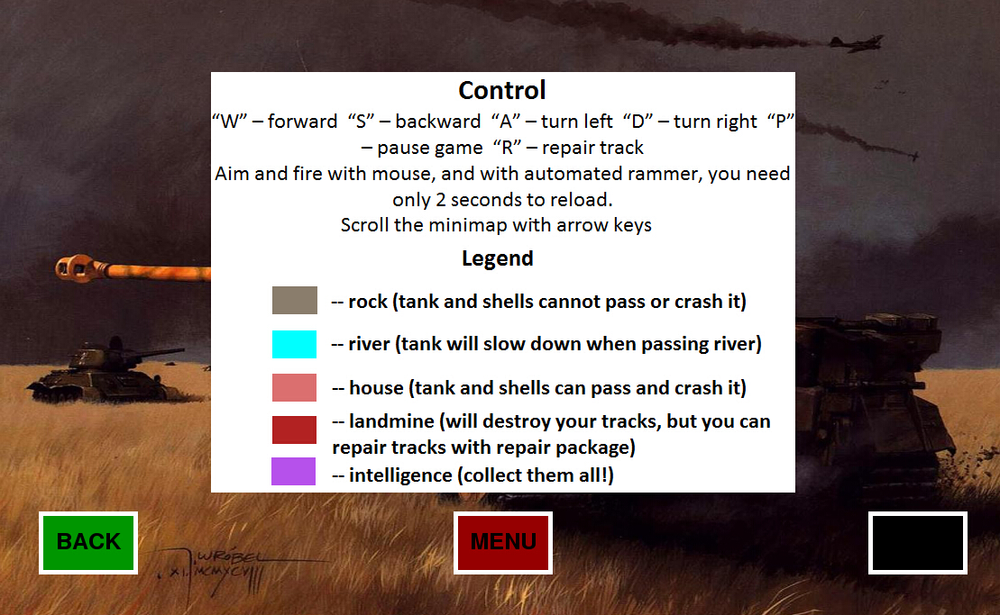 Control
“W” – forward “S” – backward “A” – turn left “D” – turn right “P”
– pause game “R” – repair track
Aim and fire with mouse, and with automated rammer, you need
only 2 seconds to reload.
Scroll the minimap with arrow keys
Legend
-- rock (tank and shells cannot pass or crash it)
-- river (tank will slow down when passing river)
-- house (tank and shells can pass and crash it)
-- landmine (will destroy your tracks, but you can
repair tracks with repair package)
-- intelligence (collect them all!)
BACK
MENU
J. WRÓBEL
XI. MCMXCVIII